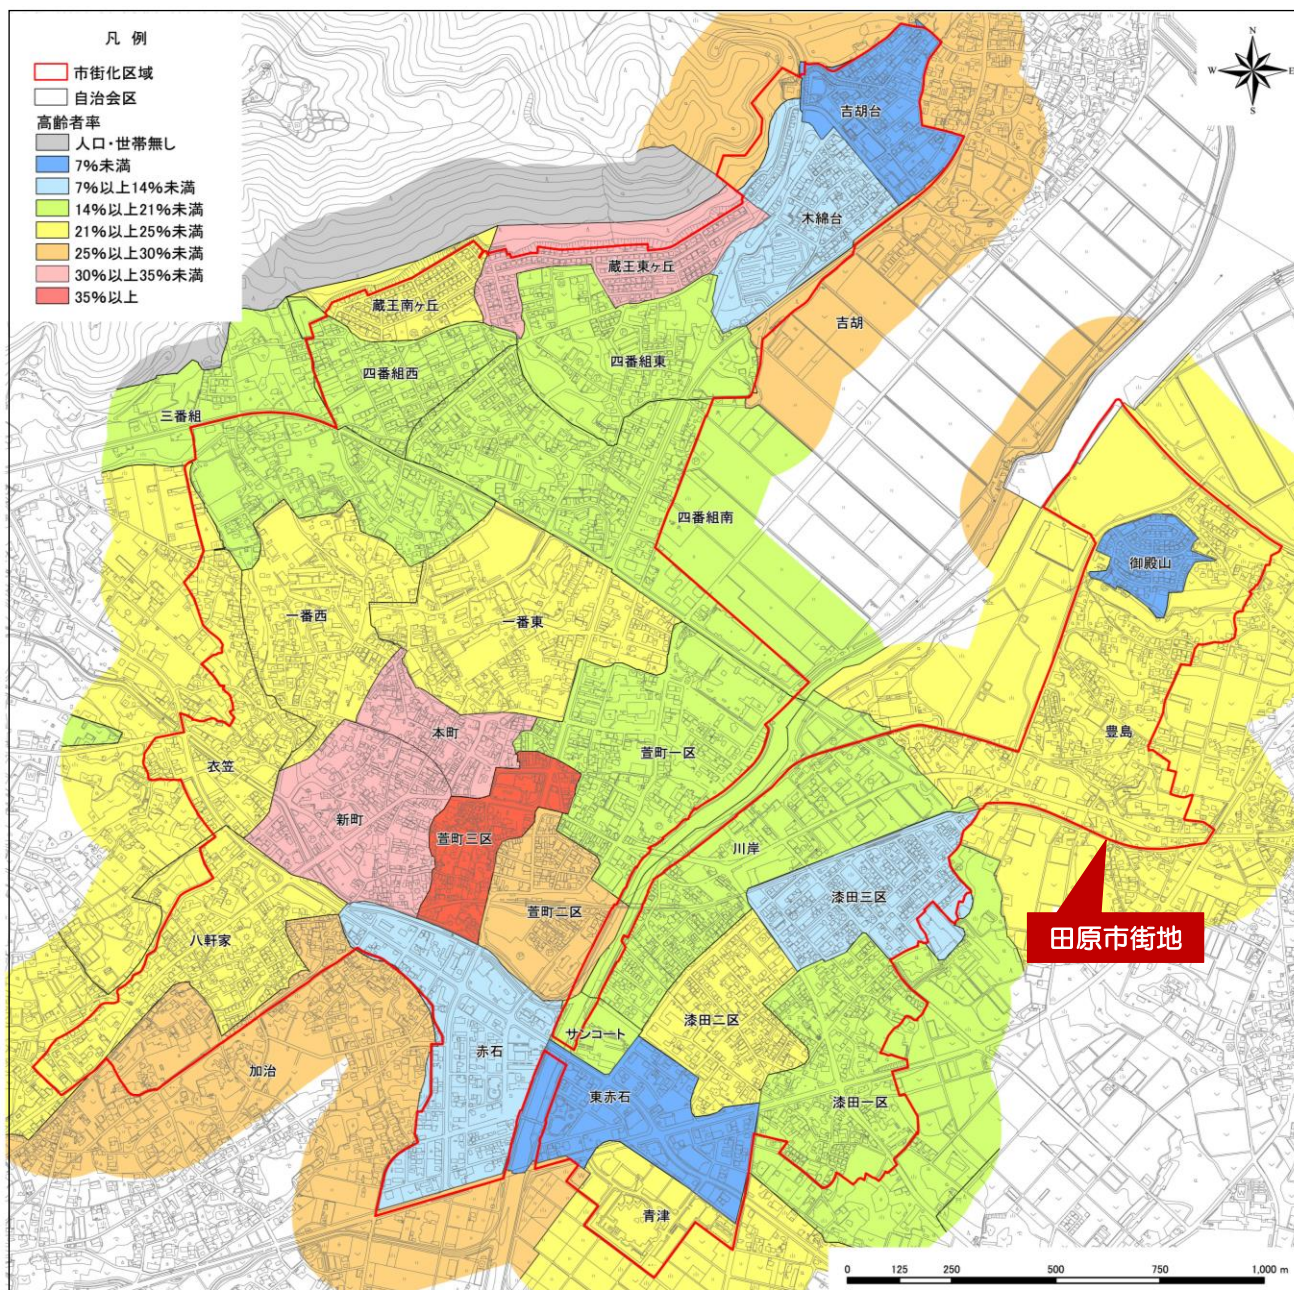 凡 例
市街化区域
自治会区
高齢者率
人口・世帯無し
7%未満
7%以上14%未満
14%以上21%未満
21%以上25%未満
25%以上30%未満
30%以上35%未満
35%以上
N
W
E
S
吉胡台
木綿台
蔵王東ヶ丘
蔵王南ヶ丘
吉胡
四番組西
四番組東
三番組
四番組南
御殿山
一番西
一番東
豊島
本町
萱町一区
衣笠
新町
萱町三区
川岸
漆田三区
萱町二区
田原市街地
八軒家
漆田二区
サンコート
赤石
加治
東赤石
漆田一区
青津
0 125 250 500 750 1,000 m